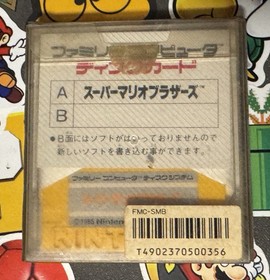 ファミリーコンピュータ
ディスクカード
A スーパーマリオブラザーズ™
B
●B面にはソフトがはいっておりませんので
新しいソフトを書き込む事ができます。
ファミリーコンピュータ ディスクシステム
FMC-SMB
T4902370500356